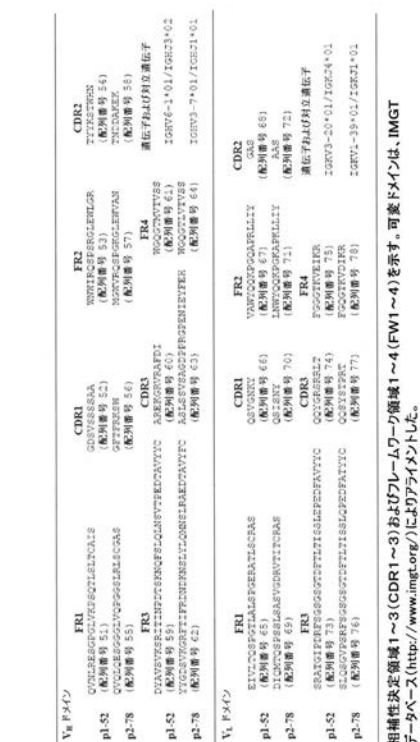 VH ドメイン
FR1 CDR1 FR2 CDR2
p1-52 QVNLRESGPGLVKPSQTLSLTCAIS GDSVSSSSAA WNWIRQSPSRGLEWLGR TYYKSTWHN
(配列番号 51) (配列番号 52) (配列番号 53) (配列番号 54)
p2-78 QVQLQESGGGLVQPGGSLRLSCGAS GFTFRKSW MGWVRQSPGKGLEWVAN
(配列番号 55) (配列番号 56) (配列番号 57) (配列番号 58)
FR3 CDR3 FR4 遺伝子および対立遺伝子
p1-52 (配列番号 59) AREKGRVRAFDI (配列番号 60) WGQGTMVTVSS (配列番号 61) IGHV6-1*01/IGHJ3*02
p2-78 (配列番号 62) (配列番号 63) WGQGTLVTVSS (配列番号 64) IGHV3-7*01/IGHJ1*01
VL ドメイン
FR1 CDR1 FR2 CDR2
p1-52 EIVLTQSPGTLALSPGERATLSCRAS QSVGNKY VAWYQQKPGQAPRLLIY GAS
(配列番号 65) (配列番号 66) (配列番号 67) (配列番号 68)
p2-78 DIQMTQSPSSLSASVGDRVTITCRAS QSISNY LNWYQQKPGKAPKLLIY AAS
(配列番号 69) (配列番号 70) (配列番号 71) (配列番号 72)
FR3 CDR3 FR4 遺伝子および対立遺伝子
p1-52 SRATGIPDRFSGSGSGTDFTLTISSLEPEDFAVYYC QQYGRSRRLT FGGGTKVEIKR
(配列番号 73) (配列番号 74) (配列番号 75) IGKV3-20*01/IGKJ4*01
p2-78 SLQSGVPSRFSGSGSGTDFTLTISSLQPEDFATYYC QQSYSTPRT FGQGTKVDIKR
(配列番号 76) (配列番号 77) (配列番号 78) IGKV1-39*01/IGKJ1*01
相補性決定領域1～3(CDR1～3)およびフレームワーク領域1～4(FW1～4)を示す。可変ドメインは、IMGT
データベース(http://www.imgt.org/)によりアライメントした。